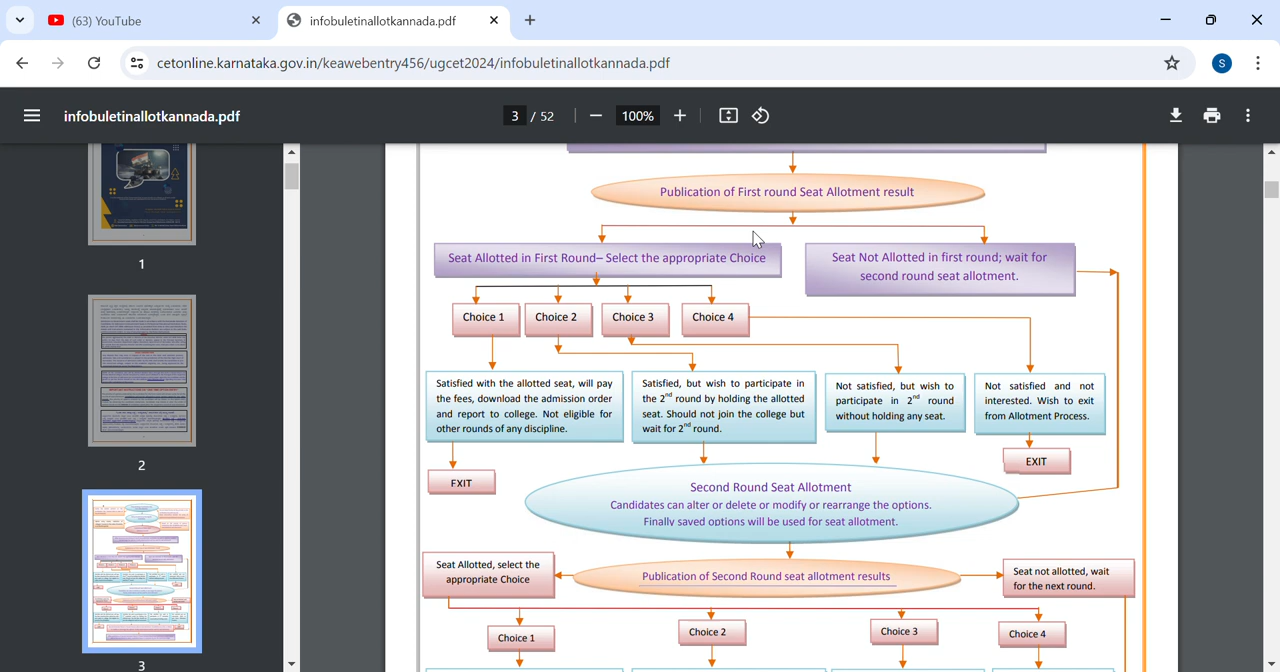 (63) YouTube
infobuletinallotkannada.pdf
cetonline.karnataka.gov.in/keawebentry456/ugcet2024/infobuletinallotkannada.pdf
S
infobuletinallotkannada.pdf
3 / 52
100%
1
2
3
Publication of First round Seat Allotment result
Seat Allotted in First Round– Select the appropriate Choice
Seat Not Allotted in first round; wait for
second round seat allotment.
Choice 1
Choice 2
Choice 3
Choice 4
Satisfied with the allotted seat, will pay
the fees, download the admission order
and report to college. Not eligible for
other rounds of any discipline.
Satisfied, but wish to participate in
the 2nd round by holding the allotted
seat. Should not join the college but
wait for 2nd round.
Not satisfied, but wish to
participate in 2nd round
without holding any seat.
Not satisfied and not
interested. Wish to exit
from Allotment Process.
EXIT
EXIT
Second Round Seat Allotment
Candidates can alter or delete or modify or rearrange the options.
Finally saved options will be used for seat allotment.
Seat Allotted, select the
appropriate Choice
Publication of Second Round seat allotment results
Seat not allotted, wait
for the next round.
Choice 1
Choice 2
Choice 3
Choice 4